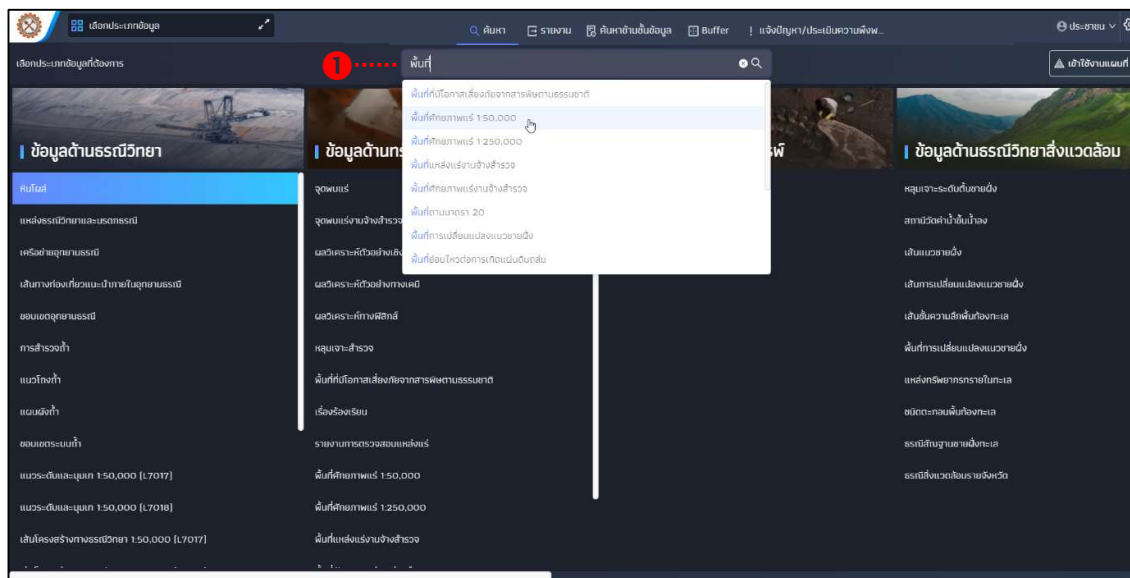 เลือกประเภทข้อมูล
ค้นหา
รายงาน
ค้นหาข้ามชั้นข้อมูล
Buffer
! แจ้งปัญหา/ประเมินความพึงพ...
ประชาชน
เลือกประเภทข้อมูลที่ต้องการ
1
พื้นที่
เข้าใช้งานแผนที่
พื้นที่ที่มีโอกาสเสี่ยงภัยจากสารพิษตามธรรมชาติ
พื้นที่ศักยภาพแร่ 1:50,000
พื้นที่ศักยภาพแร่ 1:250,000
พื้นที่แหล่งแร่งานจ้างสำรวจ
พื้นที่ศักยภาพแร่งานจ้างสำรวจ
พื้นที่ตามมาตรา 20
พื้นที่การเปลี่ยนแปลงแนวชายฝั่ง
พื้นที่อ่อนไหวต่อการเกิดแผ่นดินถล่ม
ข้อมูลด้านธรณีวิทยา
หินโผล่
แหล่งธรณีวิทยาและมรดกธรณี
เครือข่ายอุทยานธรณี
เส้นทางท่องเที่ยวแนะนำภายในอุทยานธรณี
ขอบเขตอุทยานธรณี
การสำรวจถ้ำ
แนวโถงถ้ำ
แผนผังถ้ำ
ขอบเขตระบบถ้ำ
แนวระดับและมุมเท 1:50,000 (L7017)
แนวระดับและมุมเท 1:50,000 (L7018)
เส้นโครงสร้างทางธรณีวิทยา 1:50,000 (L7017)
ข้อมูลด้านทร
จุดพบแร่
จุดพบแร่งานจ้างสำรวจ
ผลวิเคราะห์ตัวอย่างเชิง
ผลวิเคราะห์ตัวอย่างทางเคมี
ผลวิเคราะห์ทางฟิสิกส์
หลุมเจาะสำรวจ
พื้นที่ที่มีโอกาสเสี่ยงภัยจากสารพิษตามธรรมชาติ
เรื่องร้องเรียน
รายงานการตรวจสอบแหล่งแร่
พื้นที่ศักยภาพแร่ 1:50,000
พื้นที่ศักยภาพแร่ 1:250,000
พื้นที่แหล่งแร่งานจ้างสำรวจ
พ์
ข้อมูลด้านธรณีวิทยาสิ่งแวดล้อม
หลุมเจาะระดับตื้นชายฝั่ง
สถานีวัดค่าน้ำขึ้นน้ำลง
เส้นแนวชายฝั่ง
เส้นการเปลี่ยนแปลงแนวชายฝั่ง
เส้นชั้นความลึกพื้นท้องทะเล
พื้นที่การเปลี่ยนแปลงแนวชายฝั่ง
แหล่งทรัพยากรทรายในทะเล
ชนิดตะกอนพื้นท้องทะเล
ธรณีสัณฐานชายฝั่งทะเล
ธรณีสิ่งแวดล้อมรายจังหวัด